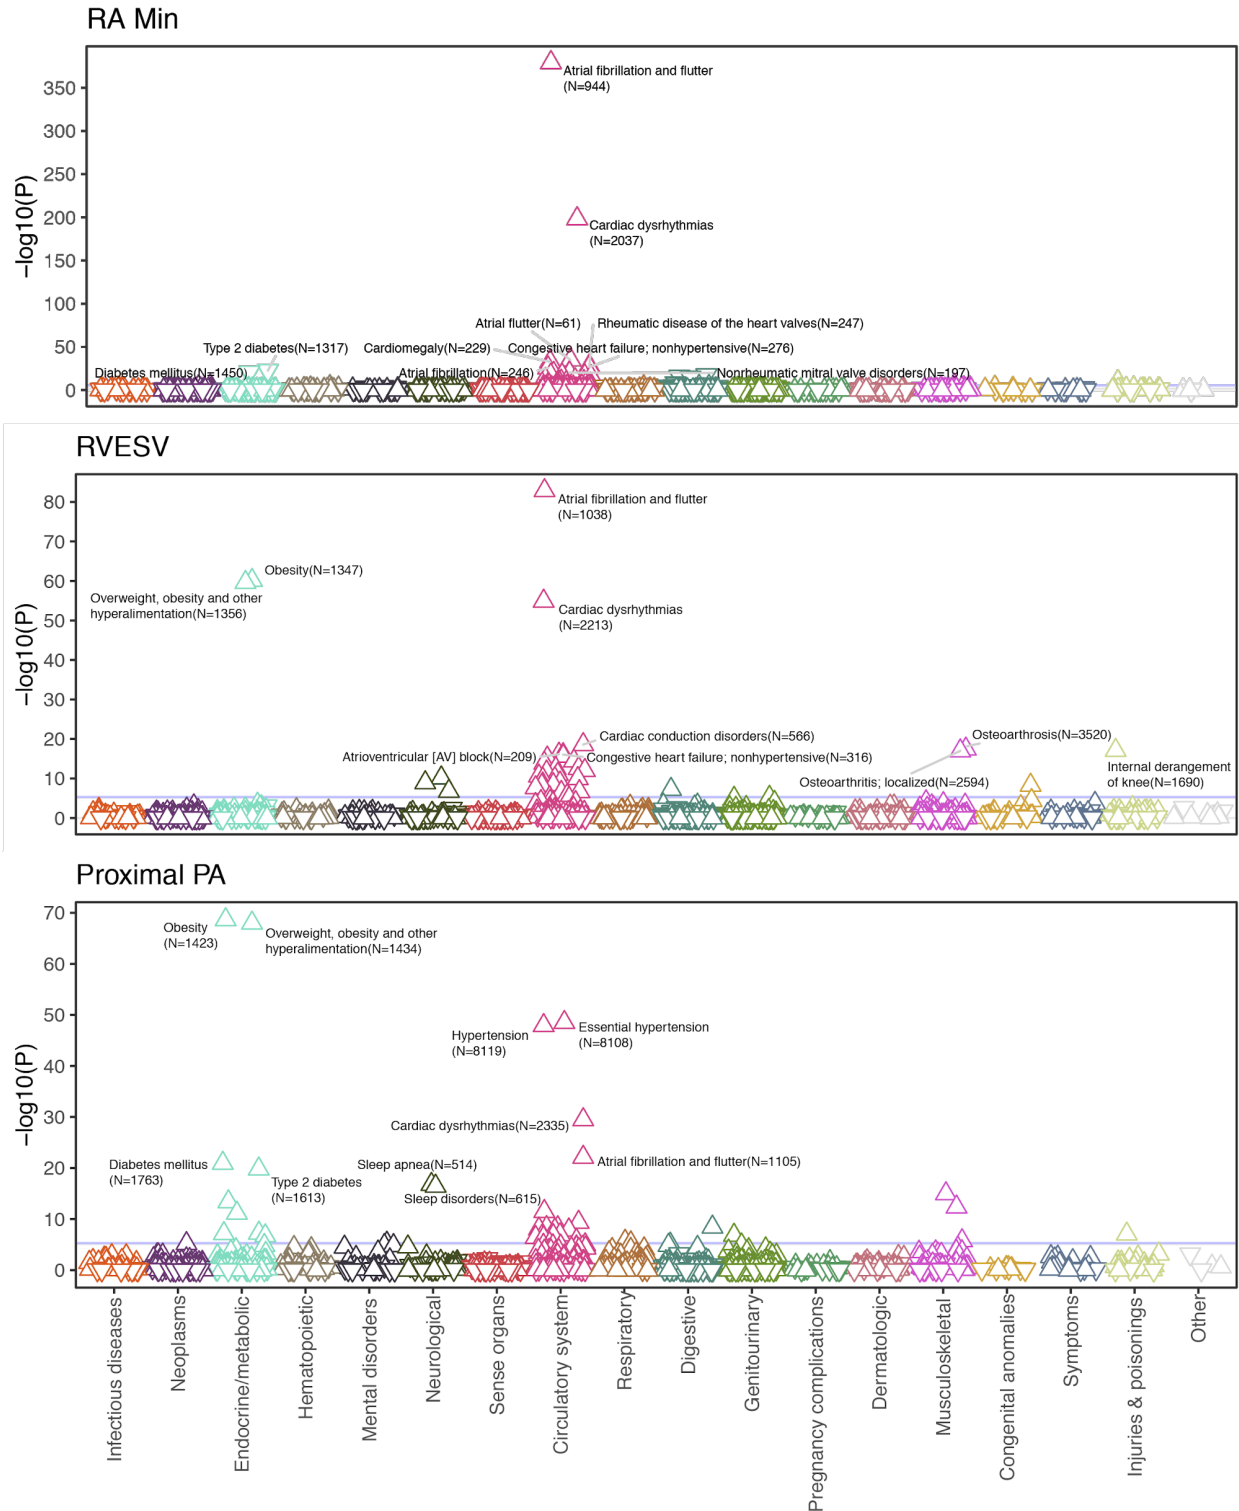 RA Min
350
300
250
200
150
100
50
0
−log10(P)
Atrial fibrillation and flutter
(N=944)
Cardiac dysrhythmias
(N=2037)
Atrial flutter(N=61)
Rheumatic disease of the heart valves(N=247)
Type 2 diabetes(N=1317)
Cardiomegaly(N=229)
Congestive heart failure; nonhypertensive(N=276)
Diabetes mellitus(N=1450)
Atrial fibrillation(N=246)
Nonrheumatic mitral valve disorders(N=197)
RVESV
80
70
60
50
40
30
20
10
0
−log10(P)
Atrial fibrillation and flutter
(N=1038)
Obesity(N=1347)
Overweight, obesity and other
hyperalimentation(N=1356)
Cardiac dysrhythmias
(N=2213)
Cardiac conduction disorders(N=566)
Osteoarthrosis(N=3520)
Atrioventricular [AV] block(N=209)
Congestive heart failure; nonhypertensive(N=316)
Internal derangement
of knee(N=1690)
Osteoarthritis; localized(N=2594)
Proximal PA
70
60
50
40
30
20
10
0
−log10(P)
Obesity
(N=1423)
Overweight, obesity and other
hyperalimentation(N=1434)
Hypertension
(N=8119)
Essential hypertension
(N=8108)
Cardiac dysrhythmias(N=2335)
Diabetes mellitus
(N=1763)
Sleep apnea(N=514)
Atrial fibrillation and flutter(N=1105)
Type 2 diabetes
(N=1613)
Sleep disorders(N=615)
Infectious diseases
Neoplasms
Endocrine/metabolic
Hematopoietic
Mental disorders
Neurological
Sense organs
Circulatory system
Respiratory
Digestive
Genitourinary
Pregnancy complications
Dermatologic
Musculoskeletal
Congenital anomalies
Symptoms
Injuries & poisonings
Other